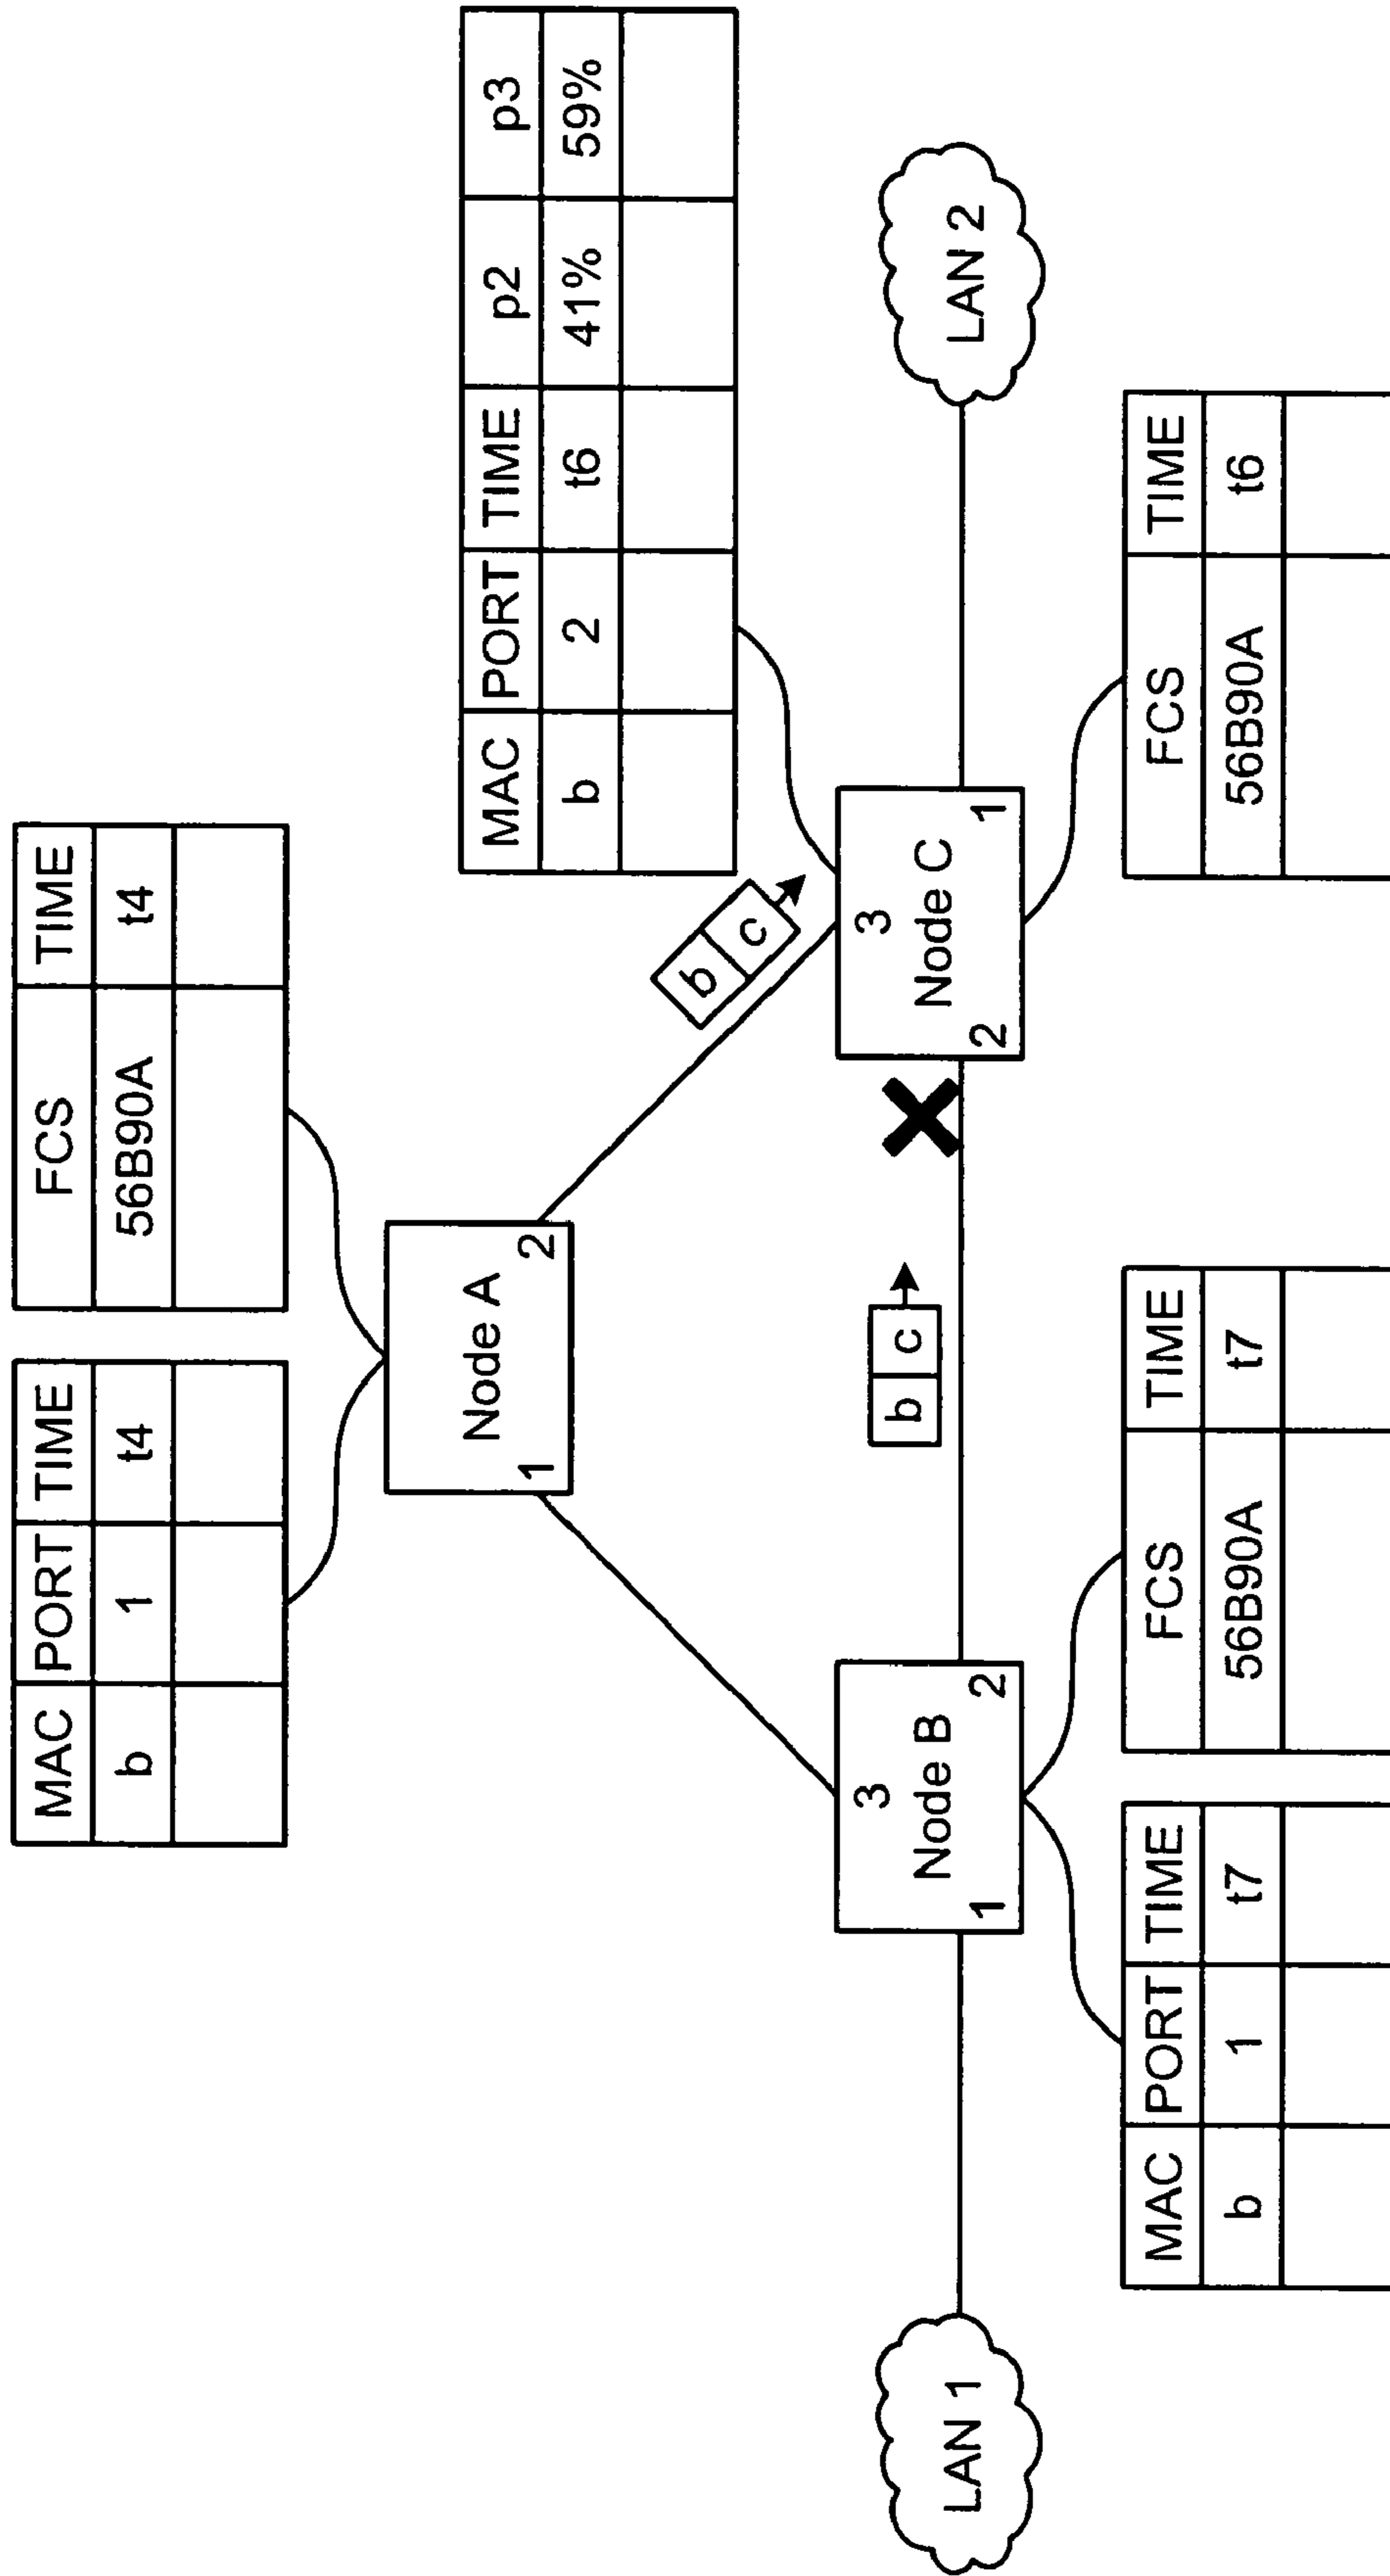 MAC PORT TIME
b 1 t4
FCS TIME
56B90A t4
Node A
1
2
MAC PORT TIME p2 p3
b 2 t6 41% 59%
b c
3
Node B
1
2
b c
3
Node C
2
1
LAN 1
LAN 2
MAC PORT TIME
b 1 t7
FCS TIME
56B90A t7
FCS TIME
56B90A t6